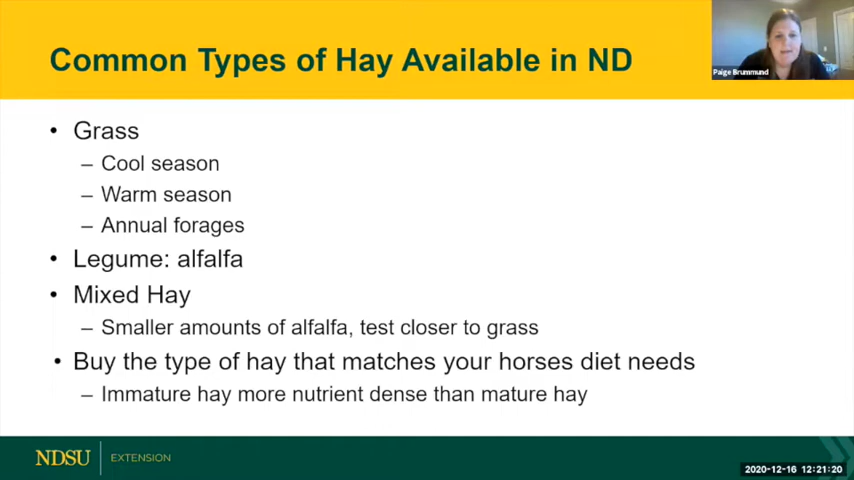 Common Types of Hay Available in ND
Paige Brummund
• Grass
– Cool season
– Warm season
– Annual forages
• Legume: alfalfa
• Mixed Hay
– Smaller amounts of alfalfa, test closer to grass
• Buy the type of hay that matches your horses diet needs
– Immature hay more nutrient dense than mature hay
NDSU EXTENSION
2020-12-16 12:21:20